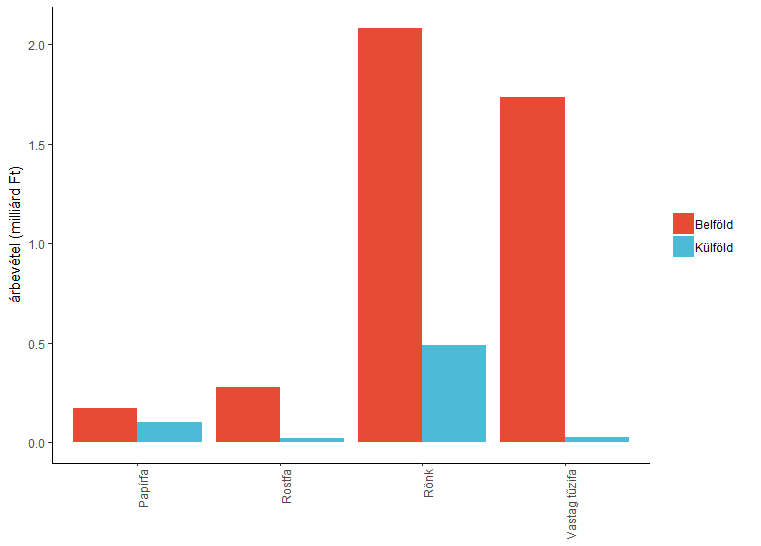 árbevétel (milliárd Ft)
2.0
1.5
1.0
0.5
0.0
Papírfa
Rostfa
Rönk
Vastag tűzifa
Belföld
Külföld